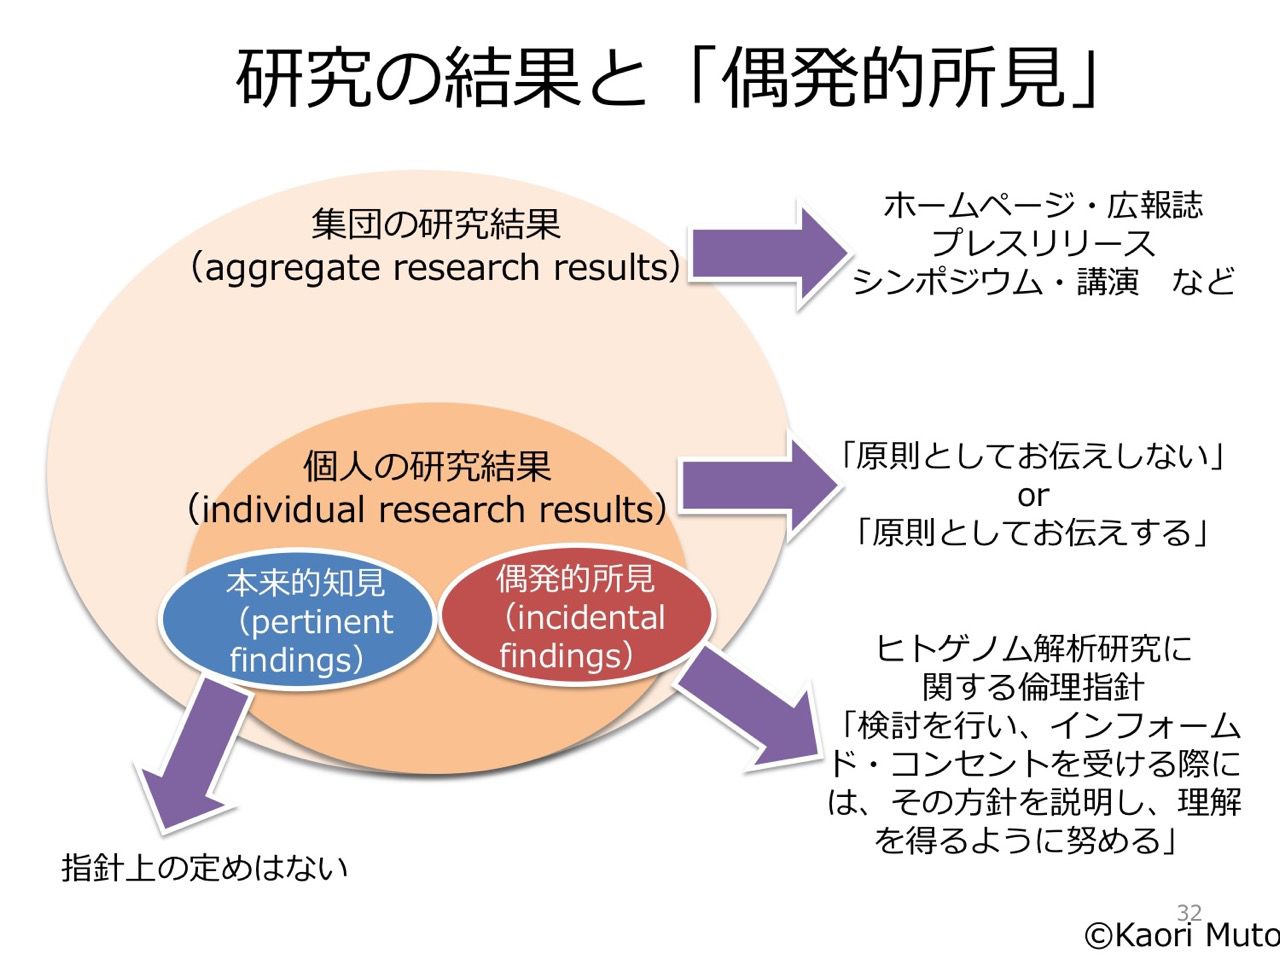 研究の結果と「偶発的所見」
集団の研究結果
（aggregate research results）
ホームページ・広報誌
プレスリリース
シンポジウム・講演　など
個人の研究結果
（individual research results）
「原則としてお伝えしない」
or
「原則としてお伝えする」
本来的知見
（pertinent
findings）
偶発的所見
（incidental
findings）
ヒトゲノム解析研究に
関する倫理指針
「検討を行い、インフォーム
ド・コンセントを受ける際に
は、その方針を説明し、理解
を得るように努める」
指針上の定めはない
32
©Kaori Muto